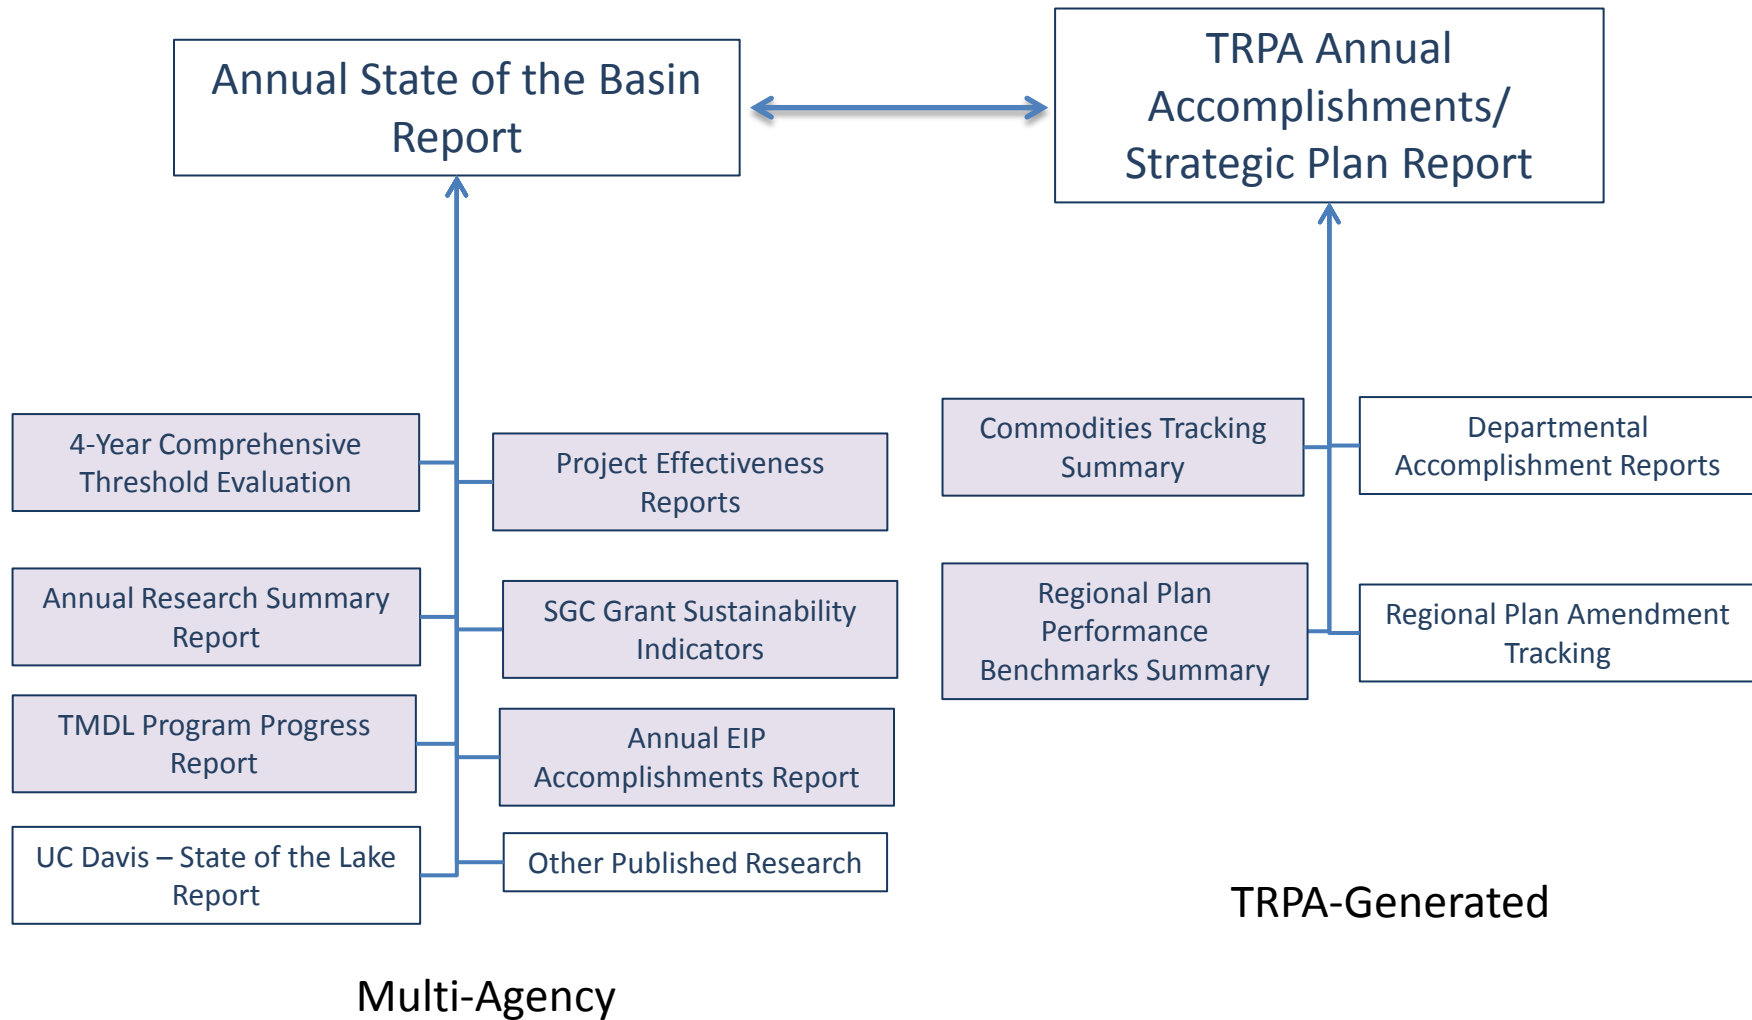 Annual State of the Basin
Report
TRPA Annual
Accomplishments/
Strategic Plan Report
4-Year Comprehensive
Threshold Evaluation
Project Effectiveness
Reports
Annual Research Summary
Report
SGC Grant Sustainability
Indicators
TMDL Program Progress
Report
Annual EIP
Accomplishments Report
UC Davis – State of the Lake
Report
Other Published Research
Multi-Agency
Commodities Tracking
Summary
Departmental
Accomplishment Reports
Regional Plan
Performance
Benchmarks Summary
Regional Plan Amendment
Tracking
TRPA-Generated